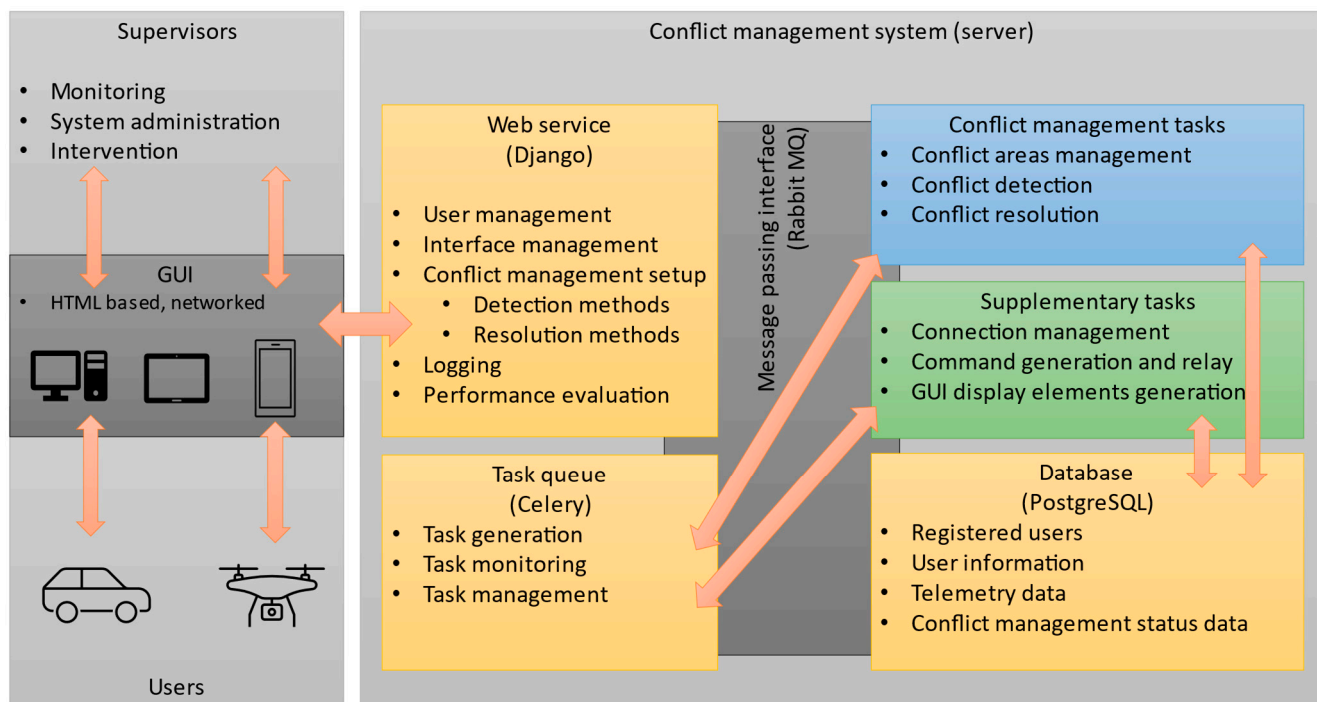 Supervisors
• Monitoring
• System administration
• Intervention
GUI
• HTML based, networked
Users
Conflict management system (server)
Web service
(Django)
• User management
• Interface management
• Conflict management setup
• Detection methods
• Resolution methods
• Logging
• Performance evaluation
Task queue
(Celery)
• Task generation
• Task monitoring
• Task management
Message passing interface
(Rabbit MQ)
Conflict management tasks
• Conflict areas management
• Conflict detection
• Conflict resolution
Supplementary tasks
• Connection management
• Command generation and relay
• GUI display elements generation
Database
(PostgreSQL)
• Registered users
• User information
• Telemetry data
• Conflict management status data